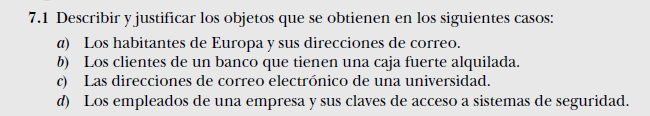 7.1 Describir y justificar los objetos que se obtienen en los siguientes casos:
a) Los habitantes de Europa y sus direcciones de correo.
b) Los clientes de un banco que tienen una caja fuerte alquilada.
c) Las direcciones de correo electrónico de una universidad.
d) Los empleados de una empresa y sus claves de acceso a sistemas de seguridad.